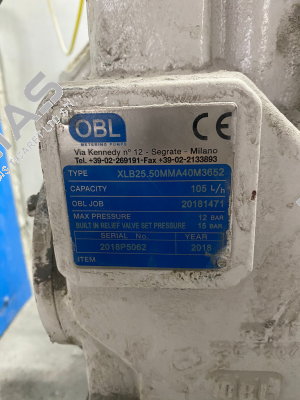 OBL
METERING PUMPS
CE
Via Kennedy n° 12 - Segrate - Milano
Tel. +39-02-269191-Fax +39-02-2133893
TYPE XLB25.50MMA40M3652
CAPACITY 105 L/h
OBL JOB 20181471
MAX PRESSURE 12 BAR
BUILT IN RELIEF VALVE SET PRESSURE 15 BAR
SERIAL No. YEAR
2018P5062 2018
ITEM